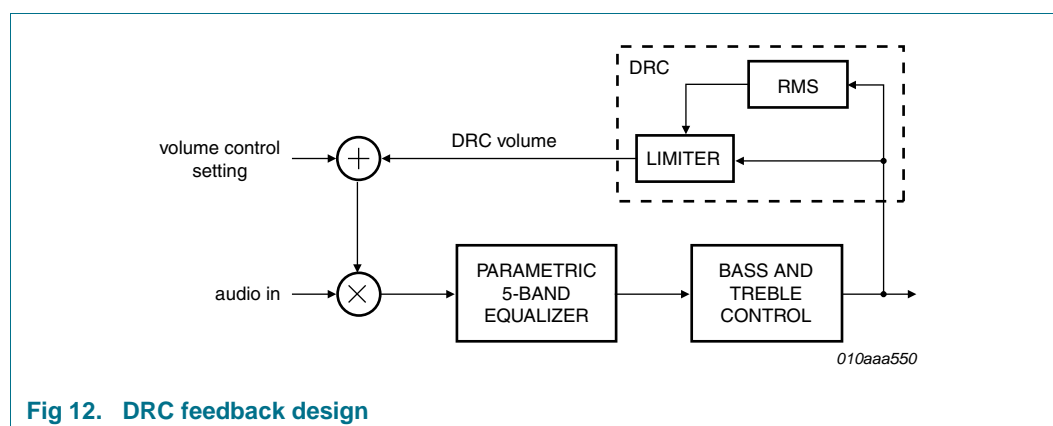 DRC
RMS
volume control
setting
+
DRC volume
LIMITER
audio in
×
PARAMETRIC
5-BAND
EQUALIZER
BASS AND
TREBLE
CONTROL
010aaa550
Fig 12. DRC feedback design